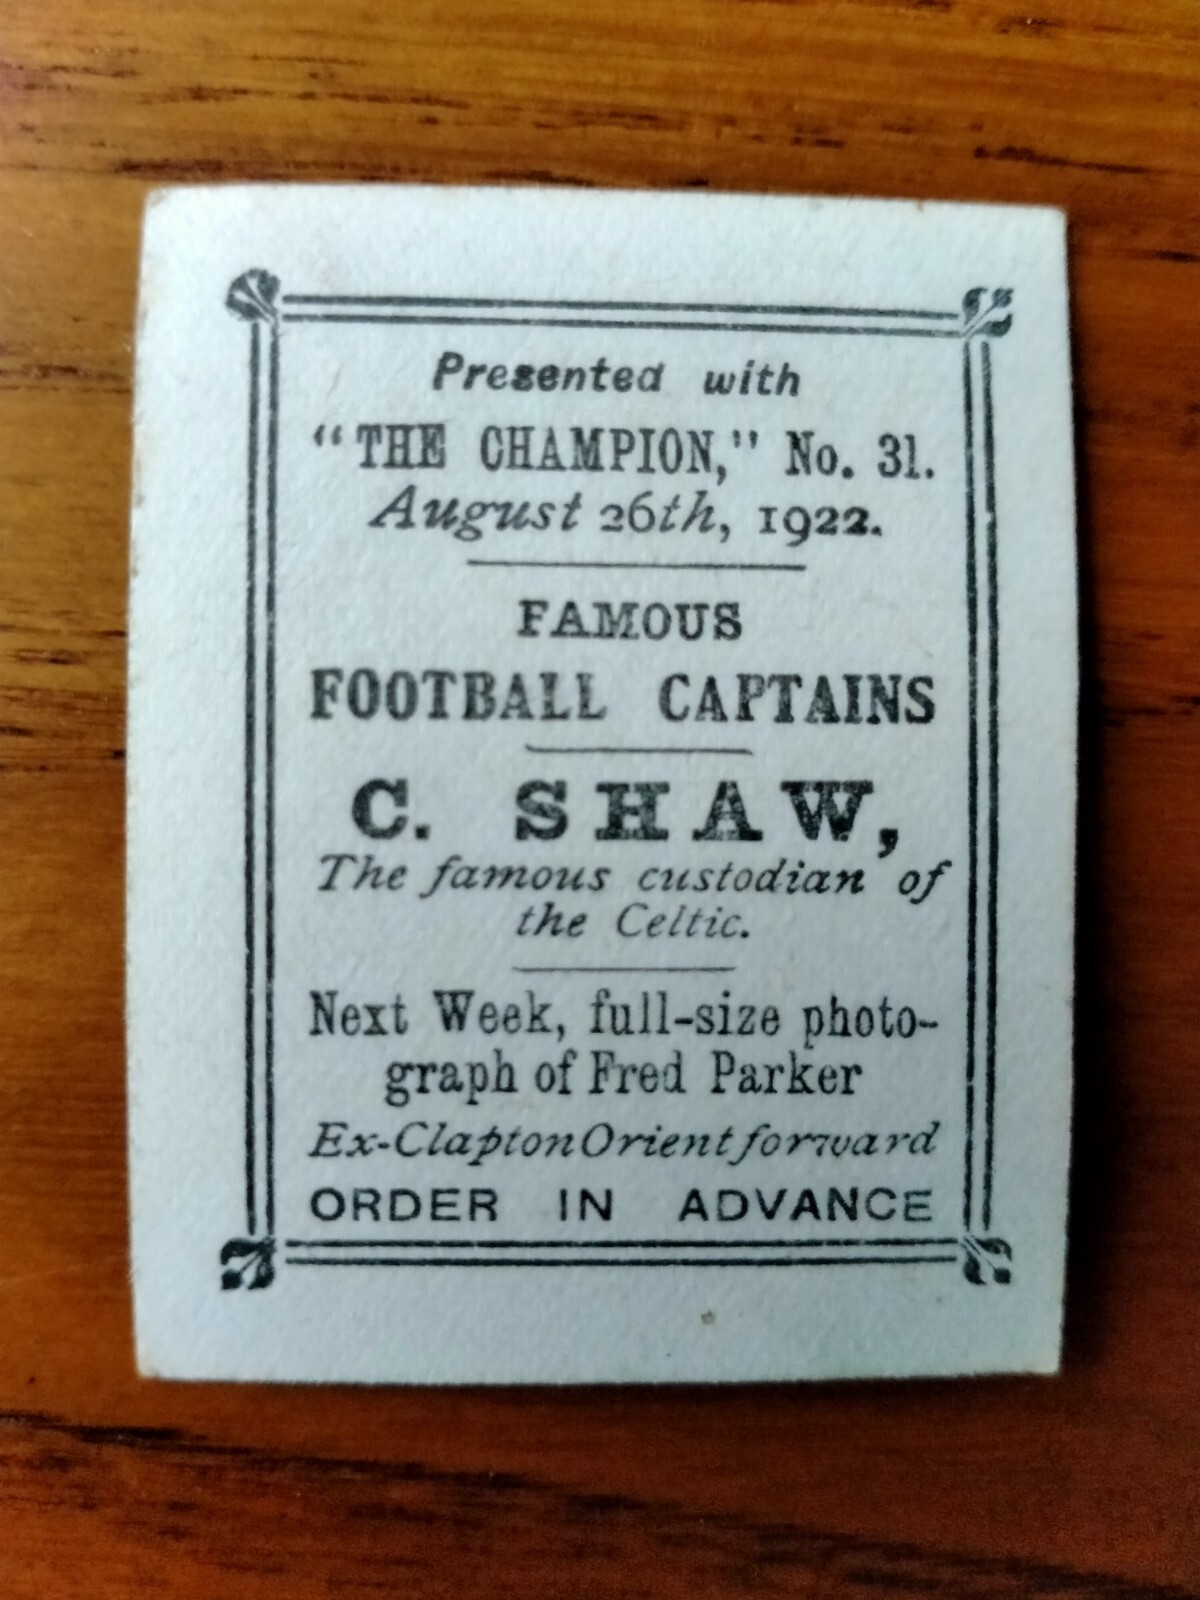 Presented with
"THE CHAMPION," No. 31.
August 26th, 1922.
FAMOUS
FOOTBALL CAPTAINS
C. SHAW,
The famous custodian of
the Celtic.
Next Week, full-size photo-
graph of Fred Parker
Ex-Clapton Orient forward
ORDER IN ADVANCE